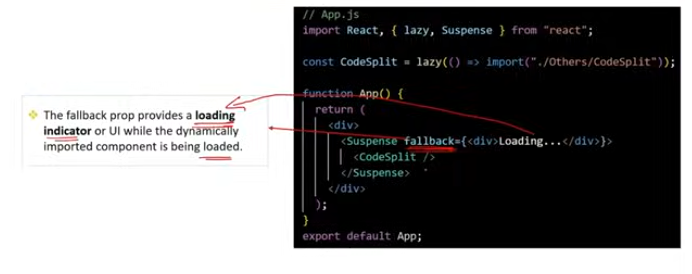 The fallback prop provides a loading
indicator or UI while the dynamically
imported component is being loaded.
// App.js
import React, { lazy, Suspense } from "react";
const CodeSplit = lazy(() => import("./Others/CodeSplit"));
function App() {
return (
<div>
<Suspense fallback={<div>Loading...</div>}>
<CodeSplit />
</Suspense>
</div>
);
}
export default App;